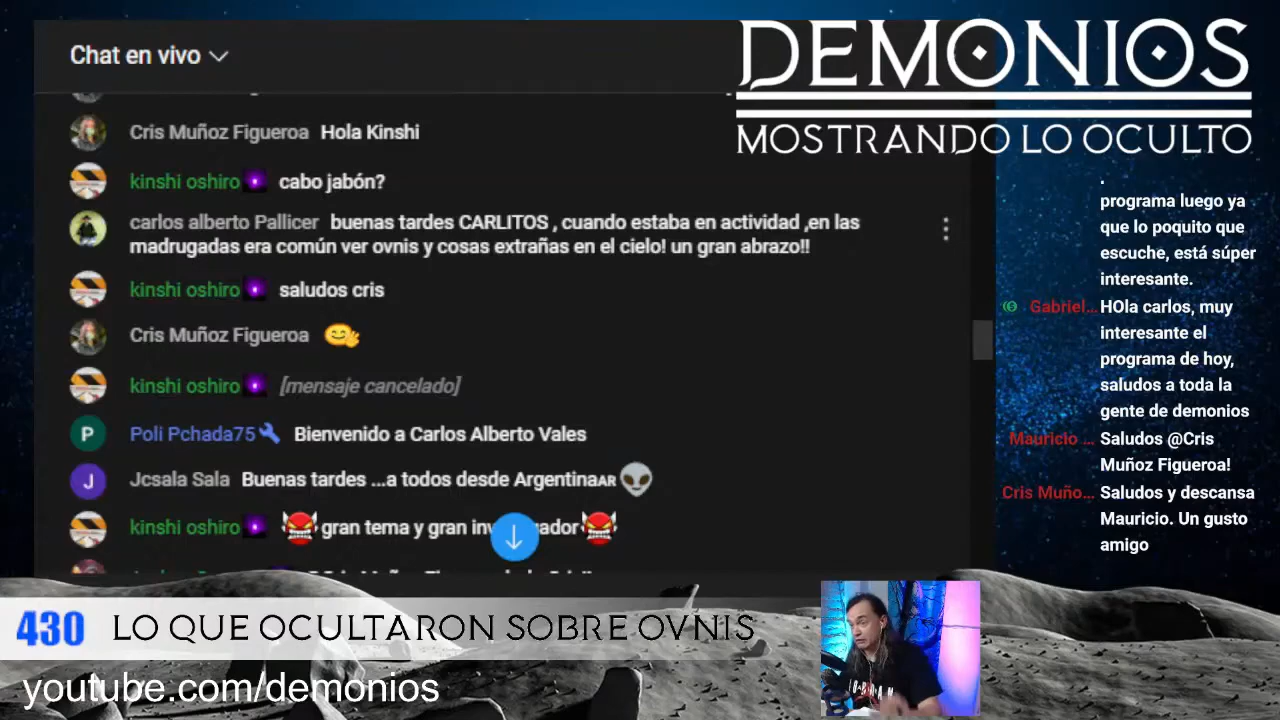 Chat en vivo
DEMONIOS
MOSTRANDO LO OCULTO
Cris Muñoz Figueroa Hola Kinshi
kinshi oshiro cabo jabón?
carlos alberto Pallicer buenas tardes CARLITOS , cuando estaba en actividad ,en las
madrugadas era común ver ovnis y cosas extrañas en el cielo! un gran abrazo!!
kinshi oshiro saludos cris
Cris Muñoz Figueroa 😊👋
kinshi oshiro [mensaje cancelado]
P Poli Pchada75 Bienvenido a Carlos Alberto Vales
J Jcsala Sala Buenas tardes ...a todos desde ArgentinaAR 👽
kinshi oshiro gran tema y gran
.
programa luego ya
que lo poquito que
escuche, está súper
interesante.
Gabriel... HOla carlos, muy
interesante el
programa de hoy,
saludos a toda la
gente de demonios
Mauricio ... Saludos @Cris
Muñoz Figueroa!
Cris Muño... Saludos y descansa
Mauricio. Un gusto
amigo
430 LO QUE OCULTARON SOBRE OVNIS
youtube.com/demonios